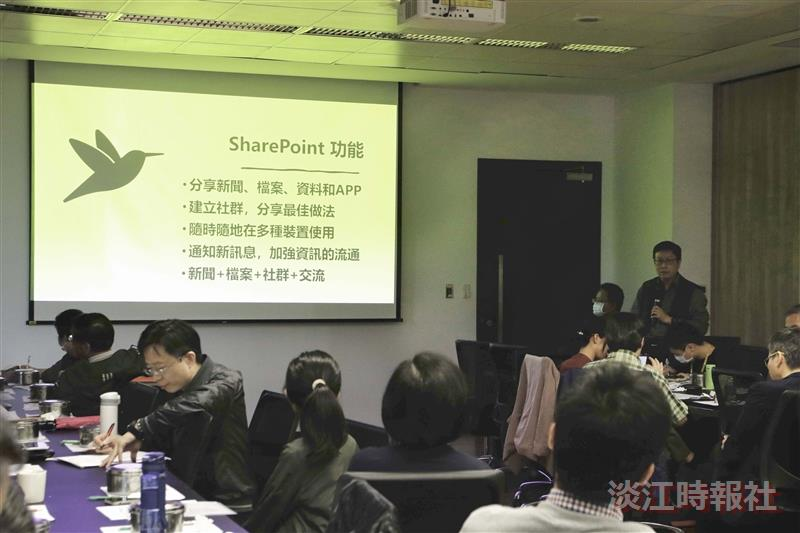 SharePoint 功能
•分享新聞、檔案、資料和APP
•建立社群，分享最佳做法
•隨時隨地在多種裝置使用
•通知新訊息，加強資訊的流通
•新聞+檔案+社群+交流
淡江時報社